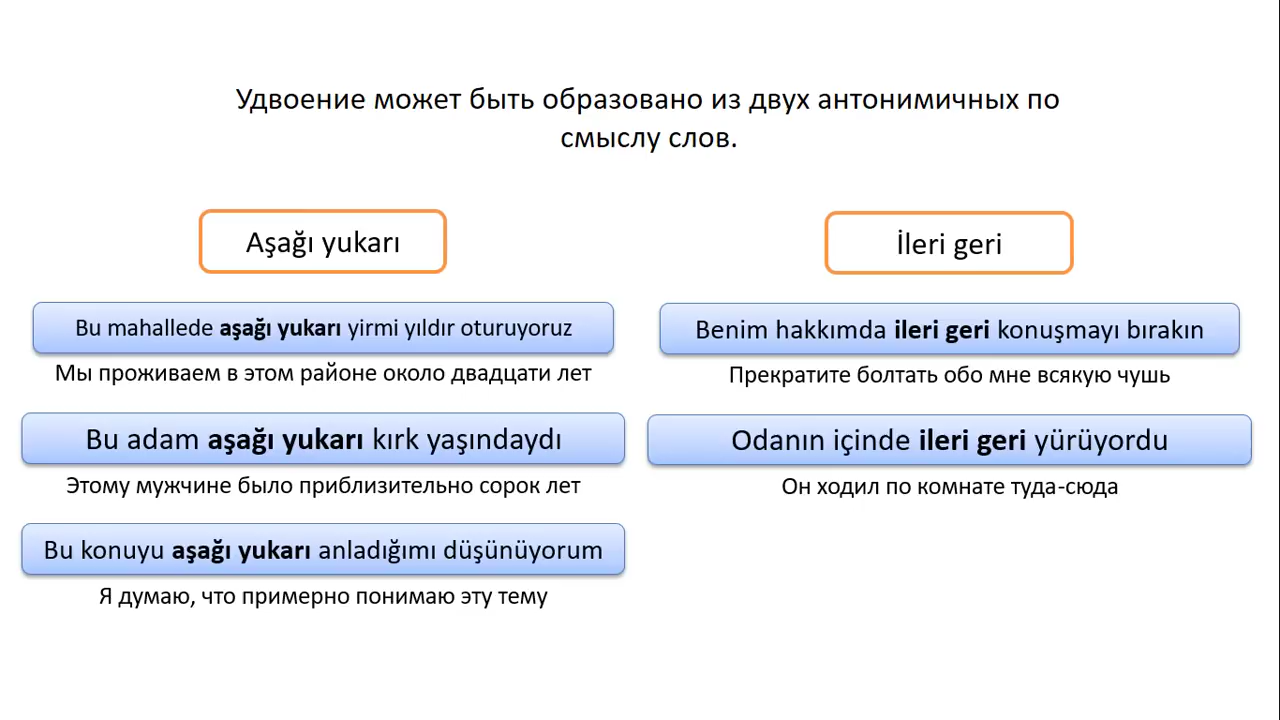 Удвоение может быть образовано из двух антонимичных по
смыслу слов.
Aşağı yukarı
Bu mahallede aşağı yukarı yirmi yıldır oturuyoruz
Мы проживаем в этом районе около двадцати лет
Bu adam aşağı yukarı kırk yaşındaydı
Этому мужчине было приблизительно сорок лет
Bu konuyu aşağı yukarı anladığımı düşünüyorum
Я думаю, что примерно понимаю эту тему
İleri geri
Benim hakkımda ileri geri konuşmayı bırakın
Прекратите болтать обо мне всякую чушь
Odanın içinde ileri geri yürüyordu
Он ходил по комнате туда-сюда